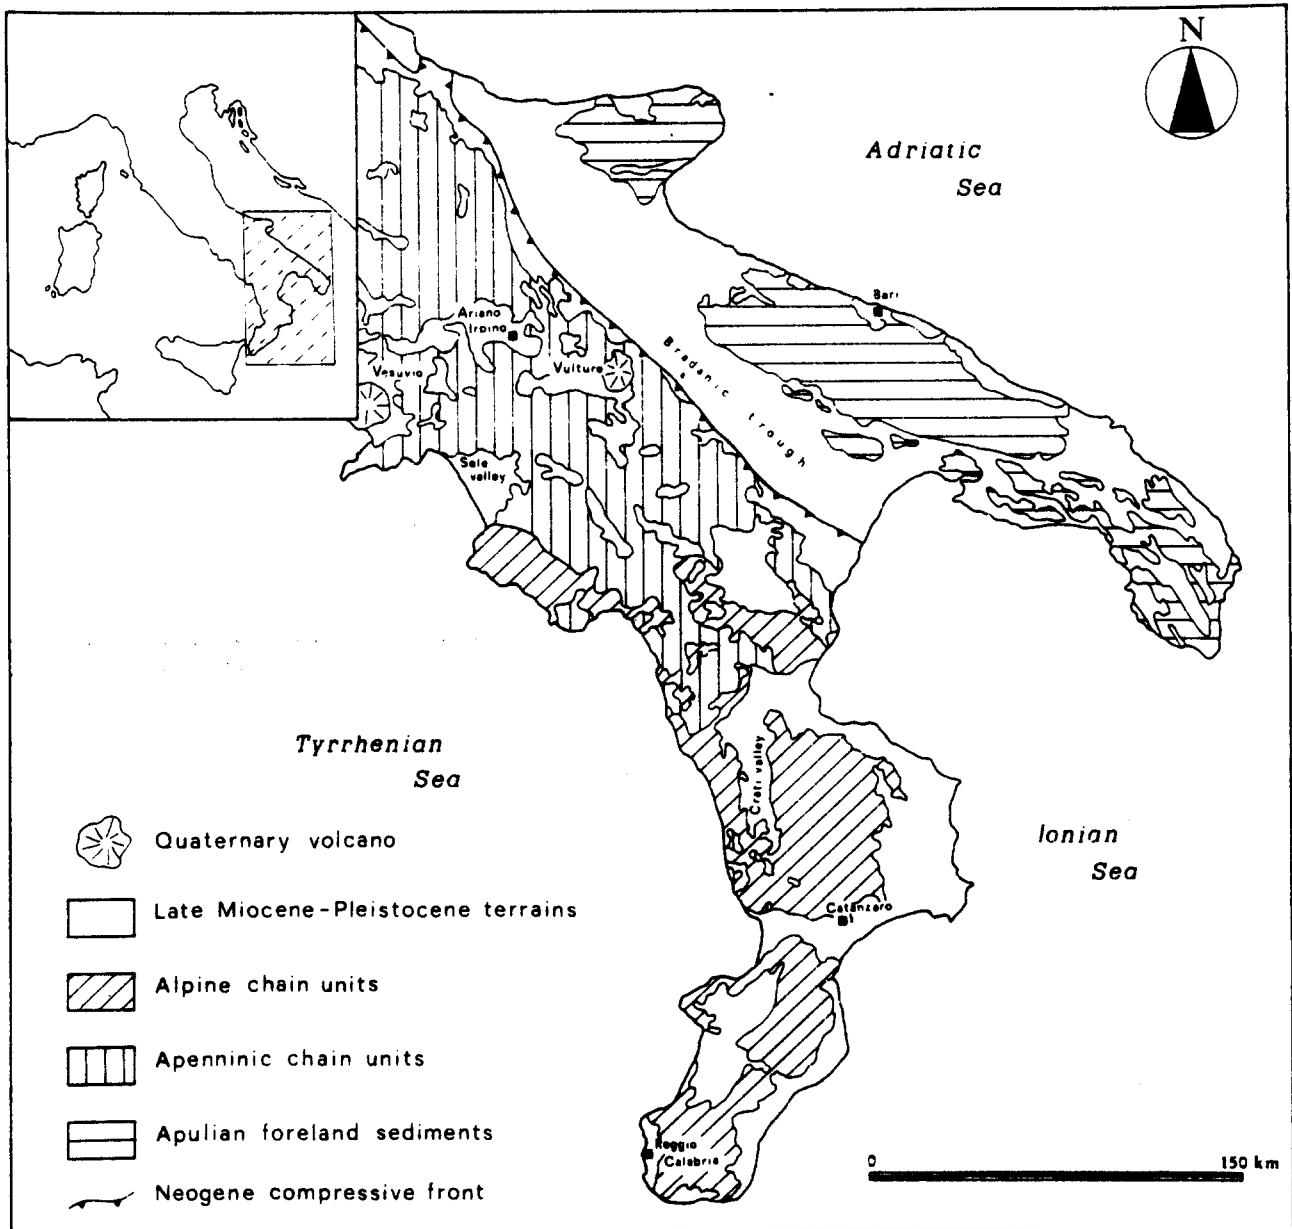 N
Adriatic
Sea
Bari
Ariano
Irpino
Vesuvio
Vulture
Bradanic trough
Sele
valley
Tyrrhenian
Sea
Crati valley
Ionian
Sea
Catanzaro
Reggio
Calabria
Quaternary volcano
Late Miocene-Pleistocene terrains
Alpine chain units
Apenninic chain units
Apulian foreland sediments
Neogene compressive front
0
150 km